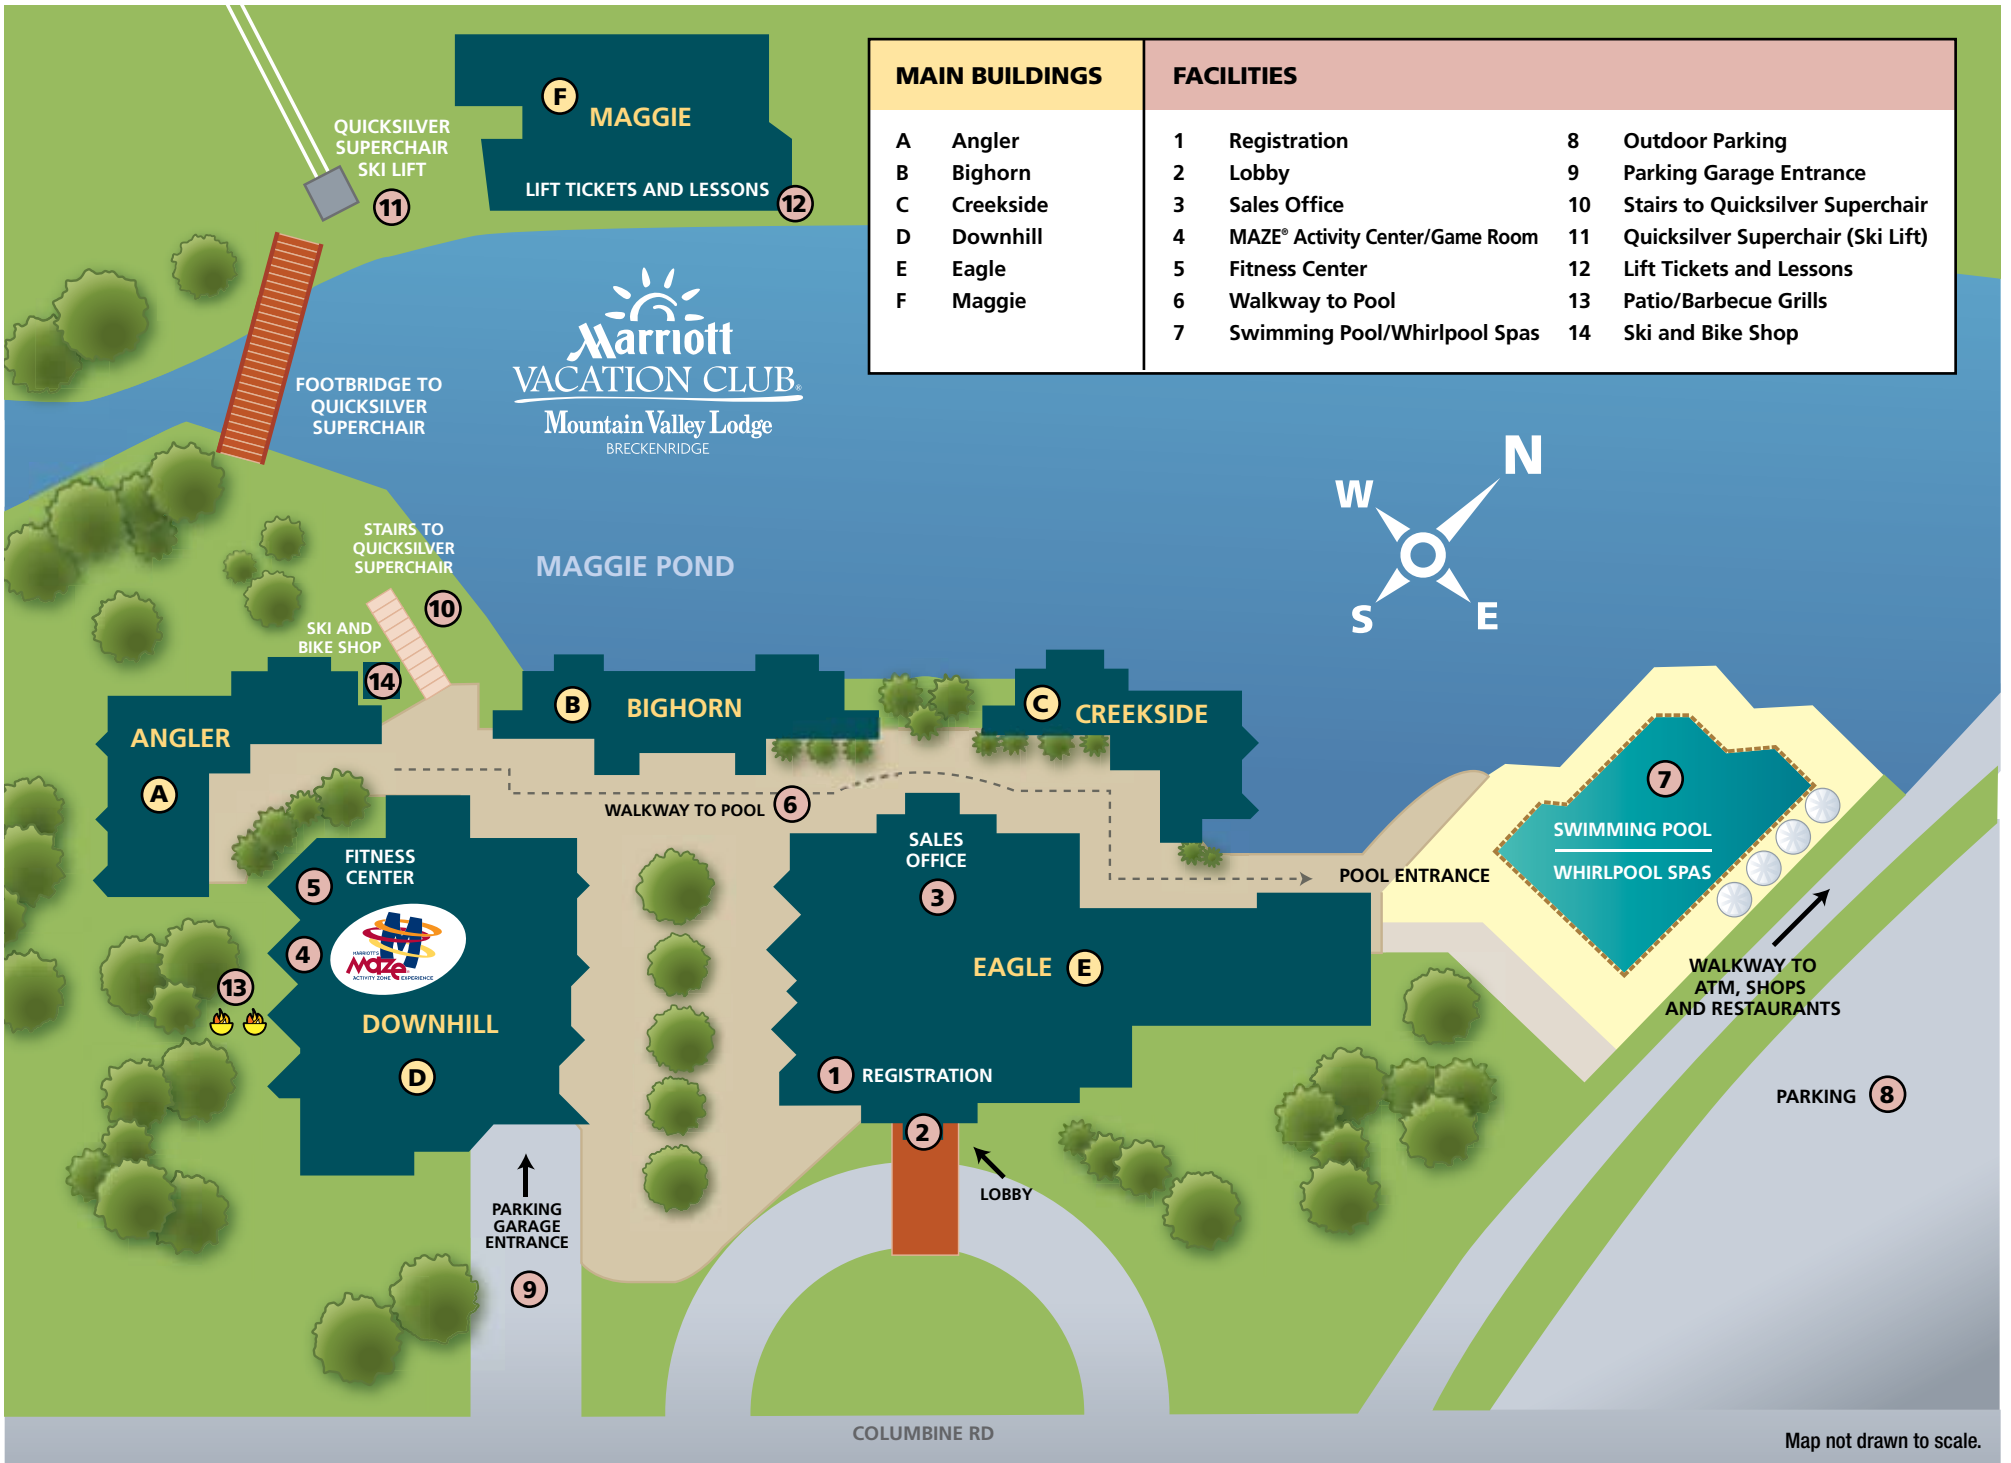 MAIN BUILDINGS
A Angler
B Bighorn
C Creekside
D Downhill
E Eagle
F Maggie
FACILITIES
1 Registration
2 Lobby
3 Sales Office
4 MAZE® Activity Center/Game Room
5 Fitness Center
6 Walkway to Pool
7 Swimming Pool/Whirlpool Spas
8 Outdoor Parking
9 Parking Garage Entrance
10 Stairs to Quicksilver Superchair
11 Quicksilver Superchair (Ski Lift)
12 Lift Tickets and Lessons
13 Patio/Barbecue Grills
14 Ski and Bike Shop
F
MAGGIE
LIFT TICKETS AND LESSONS
12
QUICKSILVER
SUPERCHAIR
SKI LIFT
11
Marriott
VACATION CLUB®
Mountain Valley Lodge
BRECKENRIDGE
FOOTBRIDGE TO
QUICKSILVER
SUPERCHAIR
N
W
S
E
STAIRS TO
QUICKSILVER
SUPERCHAIR
10
MAGGIE POND
SKI AND
BIKE SHOP
14
ANGLER
A
B
BIGHORN
C
CREEKSIDE
WALKWAY TO POOL
6
7
SWIMMING POOL
WHIRLPOOL SPAS
POOL ENTRANCE
SALES
OFFICE
3
FITNESS
CENTER
5
4
MARRIOTT'S
Maze
ACTIVITY ZONE EXPERIENCE
13
DOWNHILL
D
EAGLE
E
1
REGISTRATION
2
LOBBY
WALKWAY TO
ATM, SHOPS
AND RESTAURANTS
PARKING
8
PARKING
GARAGE
ENTRANCE
9
COLUMBINE RD
Map not drawn to scale.